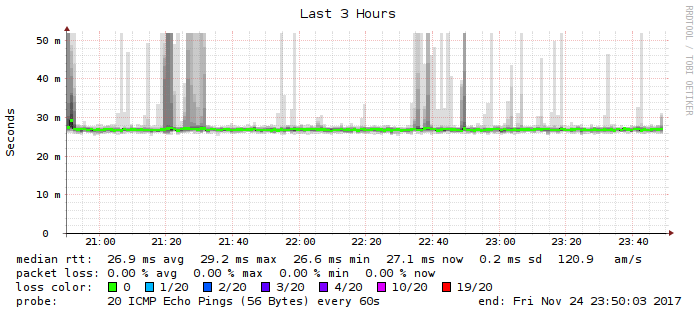 Last 3 Hours
RRDTOOL / TOBI OETIKER
Seconds
50 m
40 m
30 m
20 m
10 m
0
21:00 21:20 21:40 22:00 22:20 22:40 23:00 23:20 23:40
median rtt: 26.9 ms avg 29.2 ms max 26.6 ms min 27.1 ms now 0.2 ms sd 120.9 am/s
packet loss: 0.00 % avg 0.00 % max 0.00 % min 0.00 % now
loss color: 0 1/20 2/20 3/20 4/20 10/20 19/20
probe: 20 ICMP Echo Pings (56 Bytes) every 60s end: Fri Nov 24 23:50:03 2017